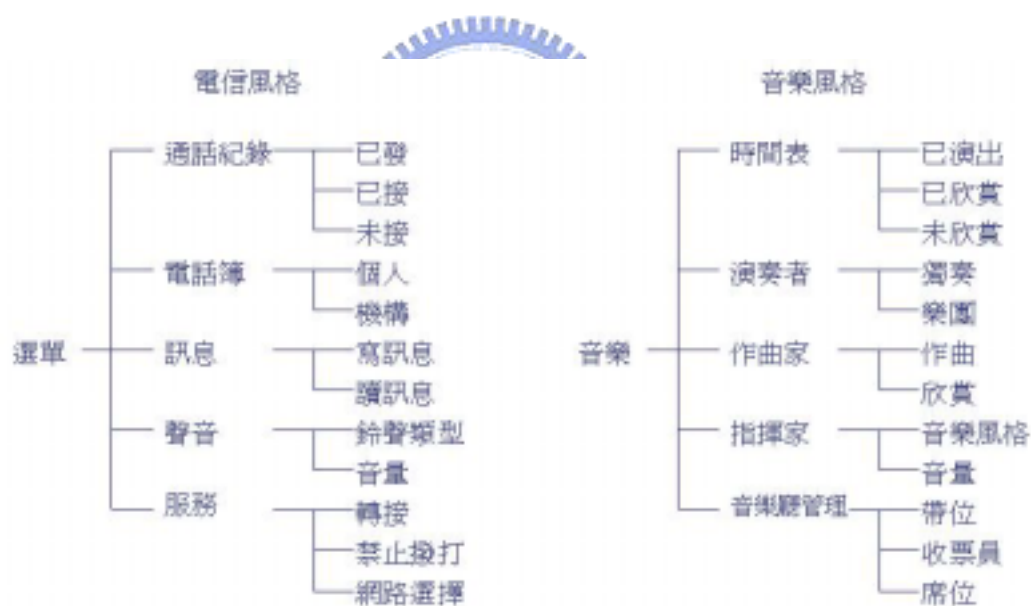 電信風格
選單
通話紀錄
已發
已接
未接
電話簿
個人
機構
訊息
寫訊息
讀訊息
聲音
鈴聲類型
音量
服務
轉接
禁止撥打
網路選擇
音樂風格
音樂
時間表
已演出
已欣賞
未欣賞
演奏者
獨奏
樂團
作曲家
作曲
欣賞
指揮家
音樂風格
音量
音樂廳管理
帶位
收票員
席位